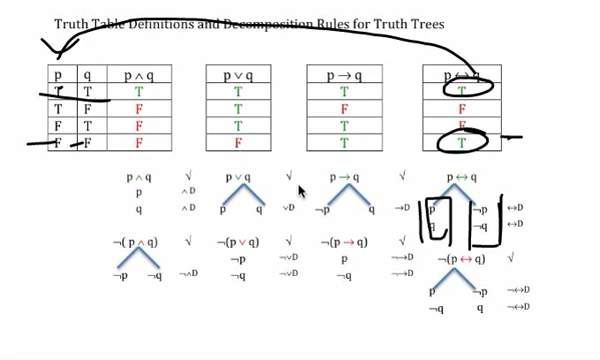 Truth Table Definitions and Decomposition Rules for Truth Trees
p q p ∧ q p ∨ q p → q p ↔ q
T T T T T T
T F F T F F
F T F T T F
F F F F T T
p ∧ q √ p ∨ q √ p → q √ p ↔ q
p ∧D
q ∧D p q ∨D ¬p q →D p ¬p ↔D
q ¬q ↔D
¬( p ∧ q) √ ¬(p ∨ q) √ ¬(p → q) √ ¬(p ↔ q) √
¬p ¬∨D p ¬→D
¬p ¬q ¬∧D ¬q ¬∨D ¬q ¬→D p ¬p ¬↔D
¬q q ¬↔D